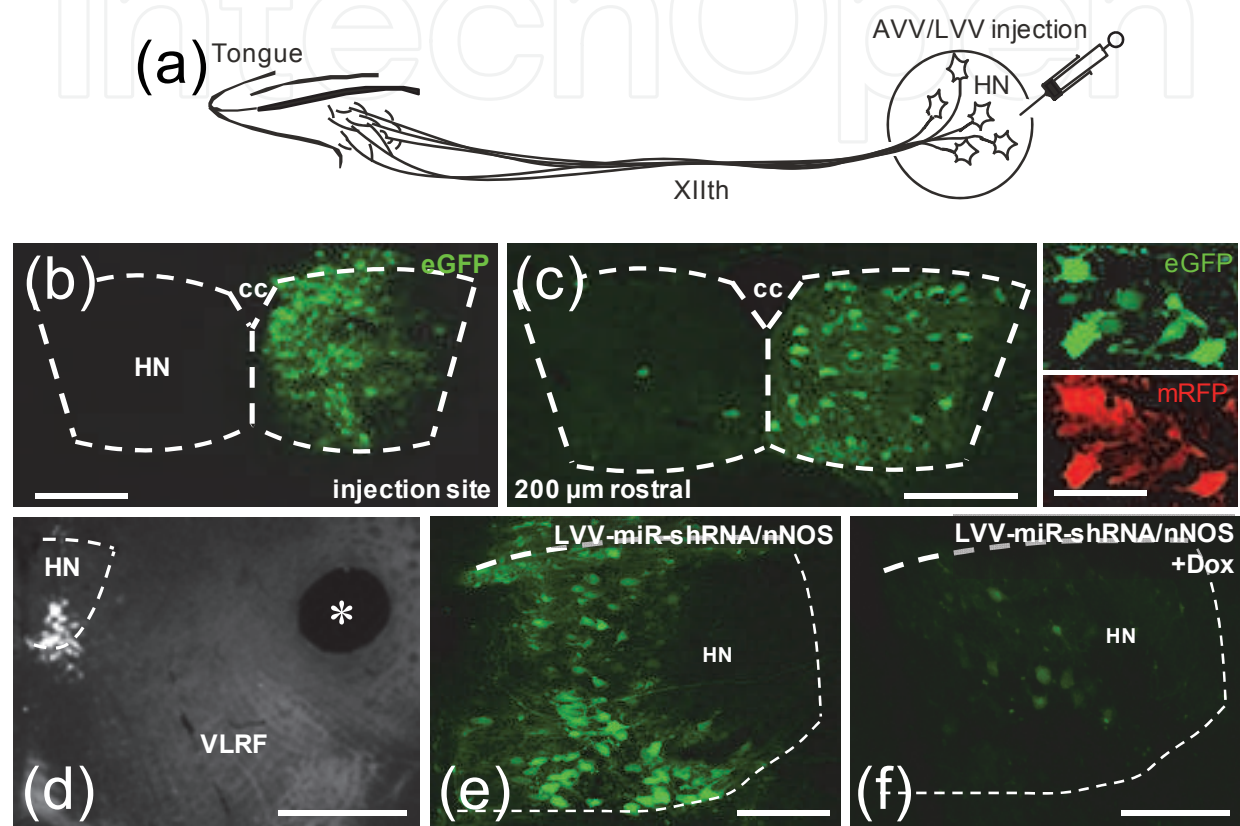 IntechOpen
(a)
Tongue
AVV/LVV injection
HN
XIIth
(b)
eGFP
cc
HN
injection site
(c)
cc
200 µm rostral
eGFP
mRFP
HN
*
VLRF
(d)
LVV-miR-shRNA/nNOS
HN
(e)
LVV-miR-shRNA/nNOS
+Dox
HN
(f)